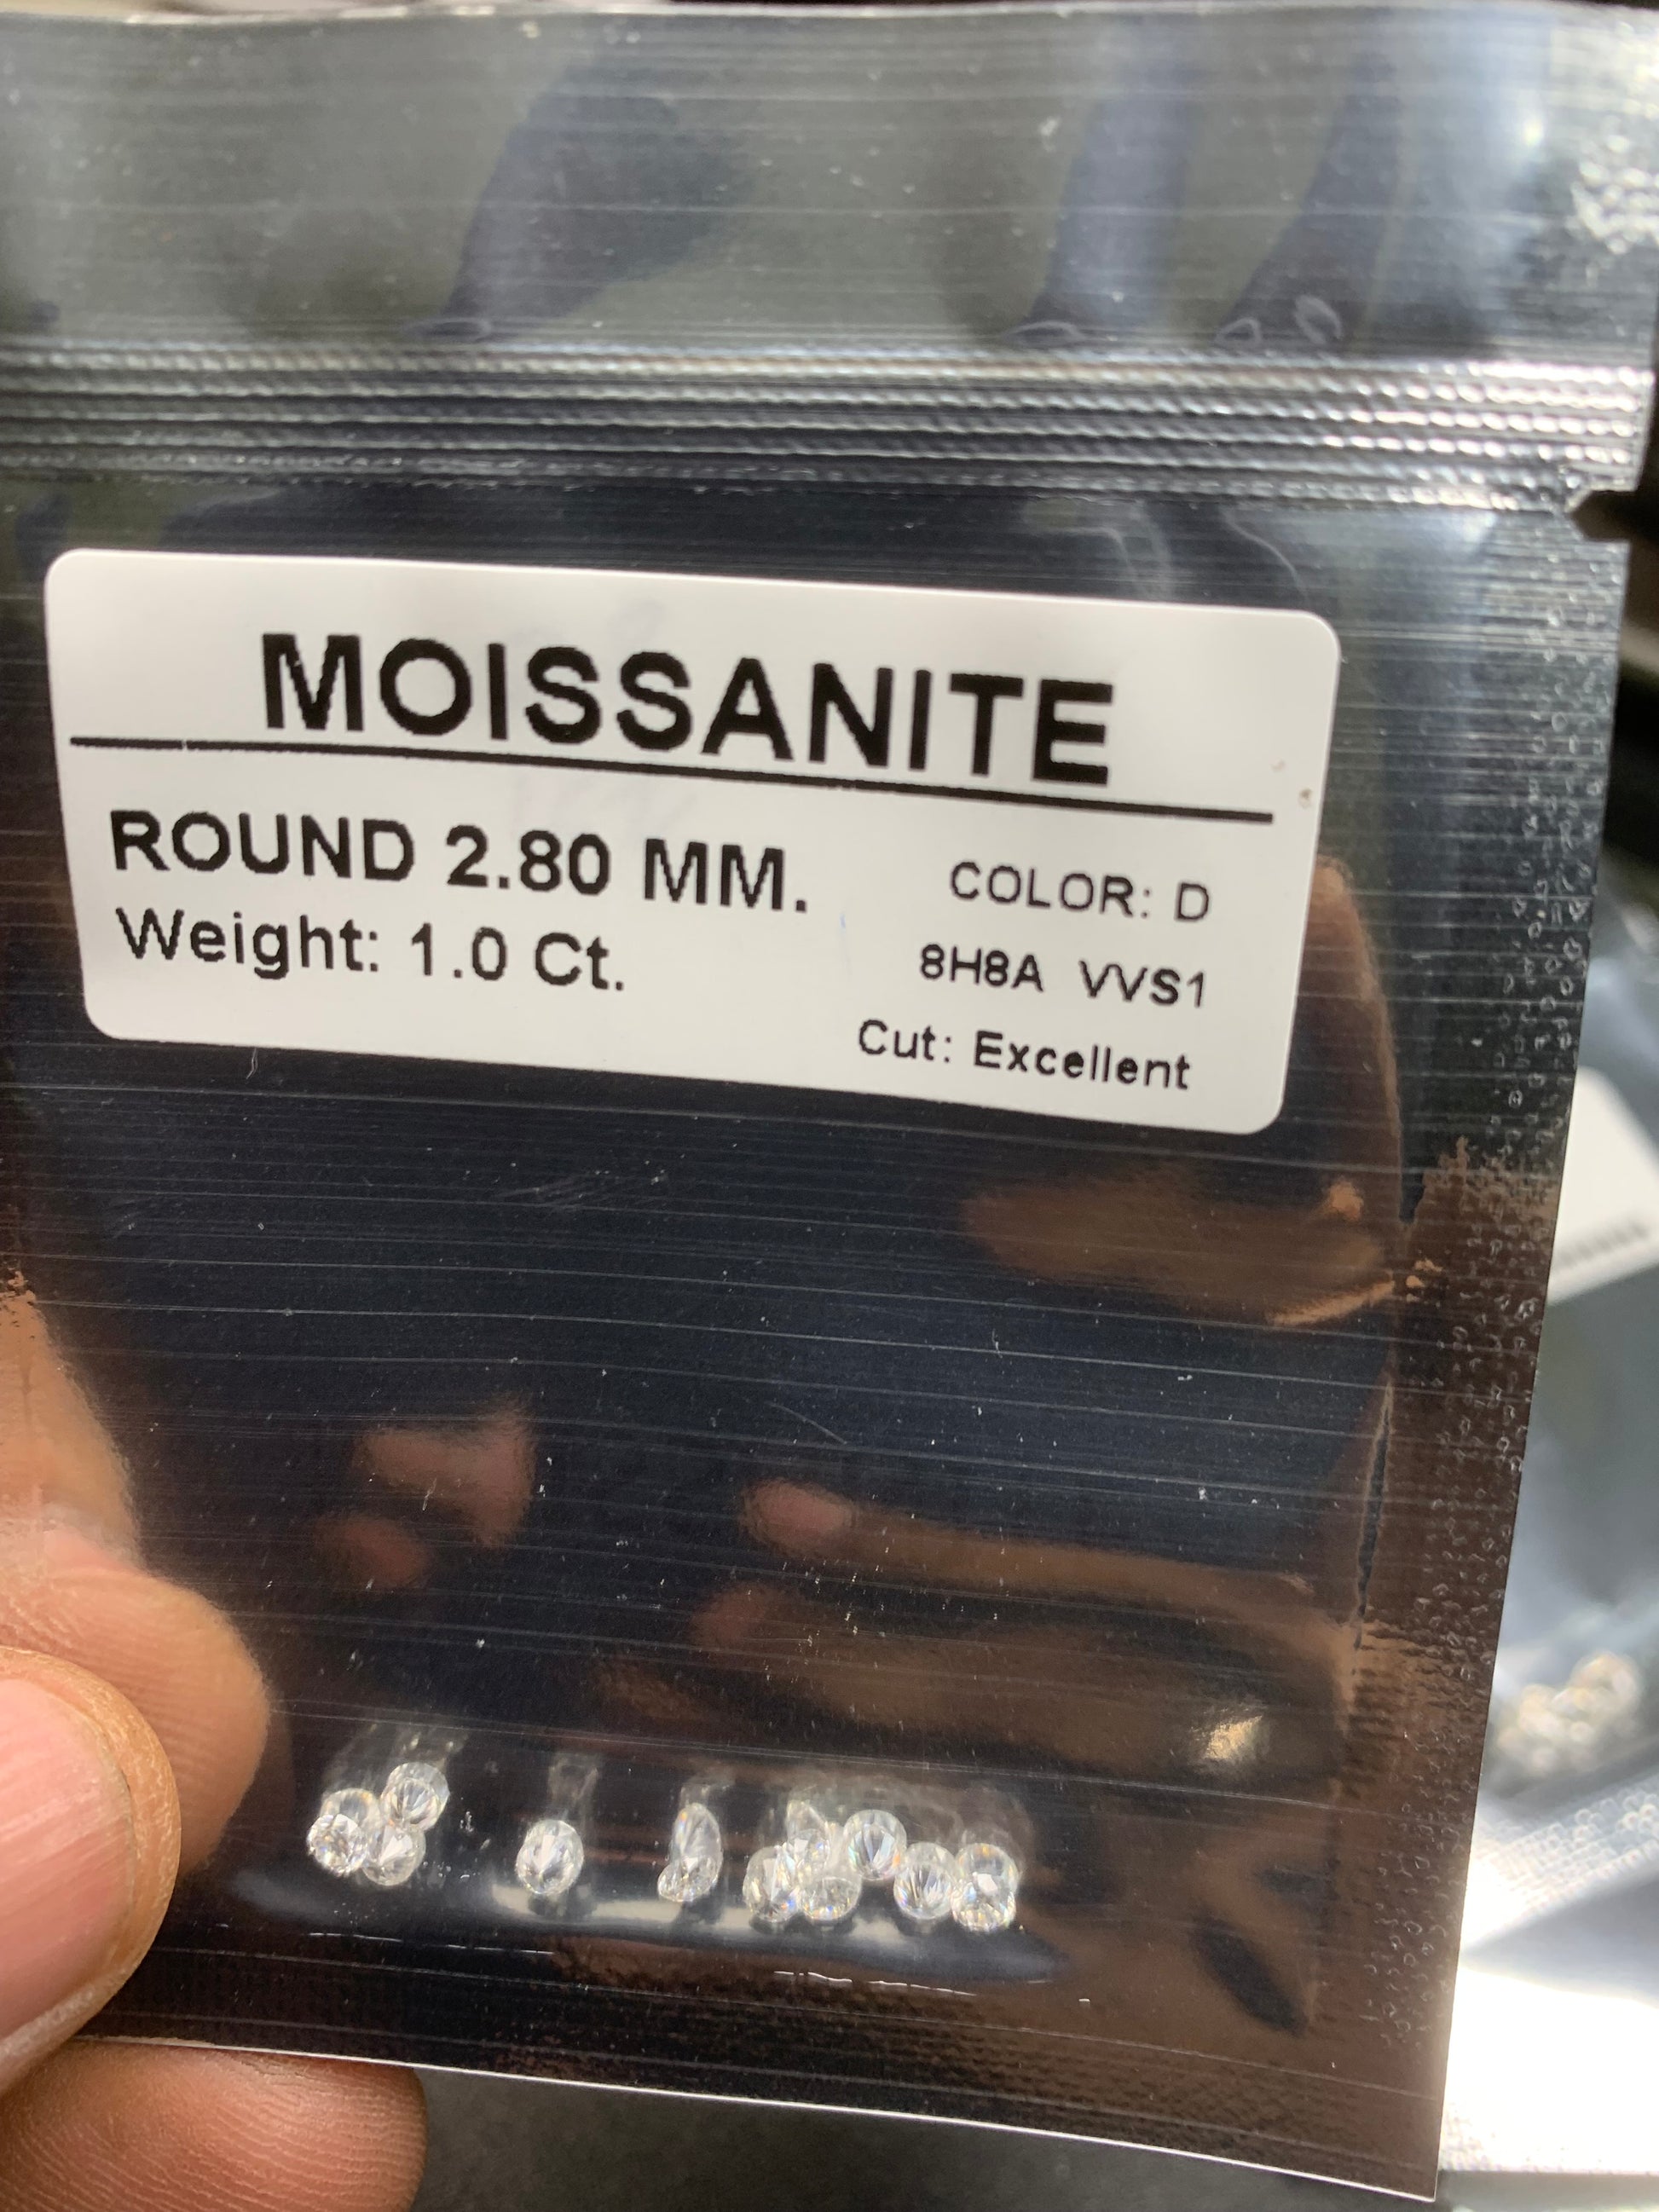 MOISSANITE
ROUND 2.80 MM.
Weight: 1.0 Ct.
COLOR: D
8H8A VVS1
Cut: Excellent